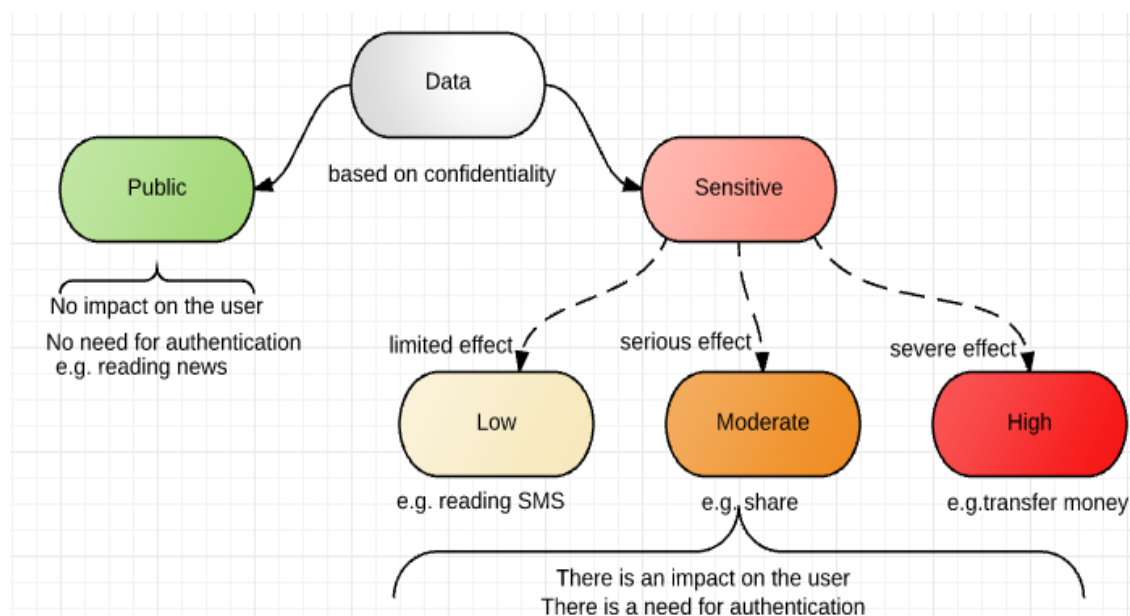 Data
based on confidentiality
Public
Sensitive
No impact on the user
No need for authentication
e.g. reading news
limited effect
serious effect
severe effect
Low
Moderate
High
e.g. reading SMS
e.g. share
e.g.transfer money
There is an impact on the user
There is a need for authentication